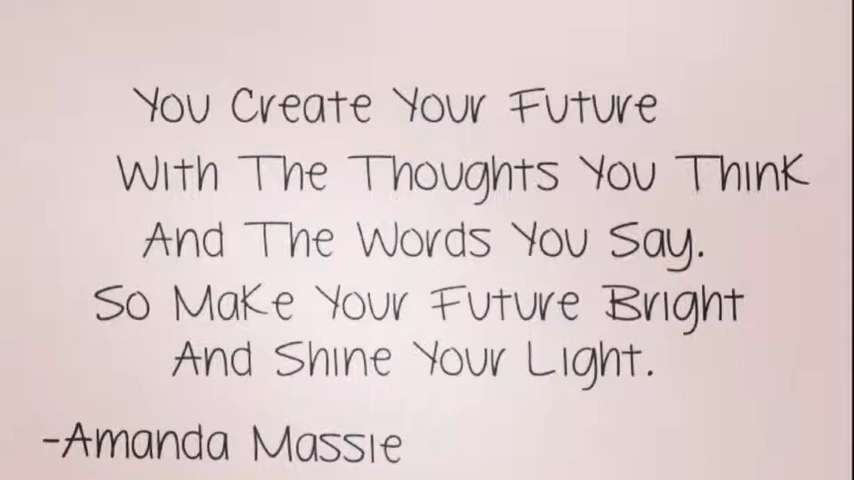 You Create Your Future
With The Thoughts You Think
And The Words You Say.
So Make Your Future Bright
And Shine Your Light.
-Amanda Massie